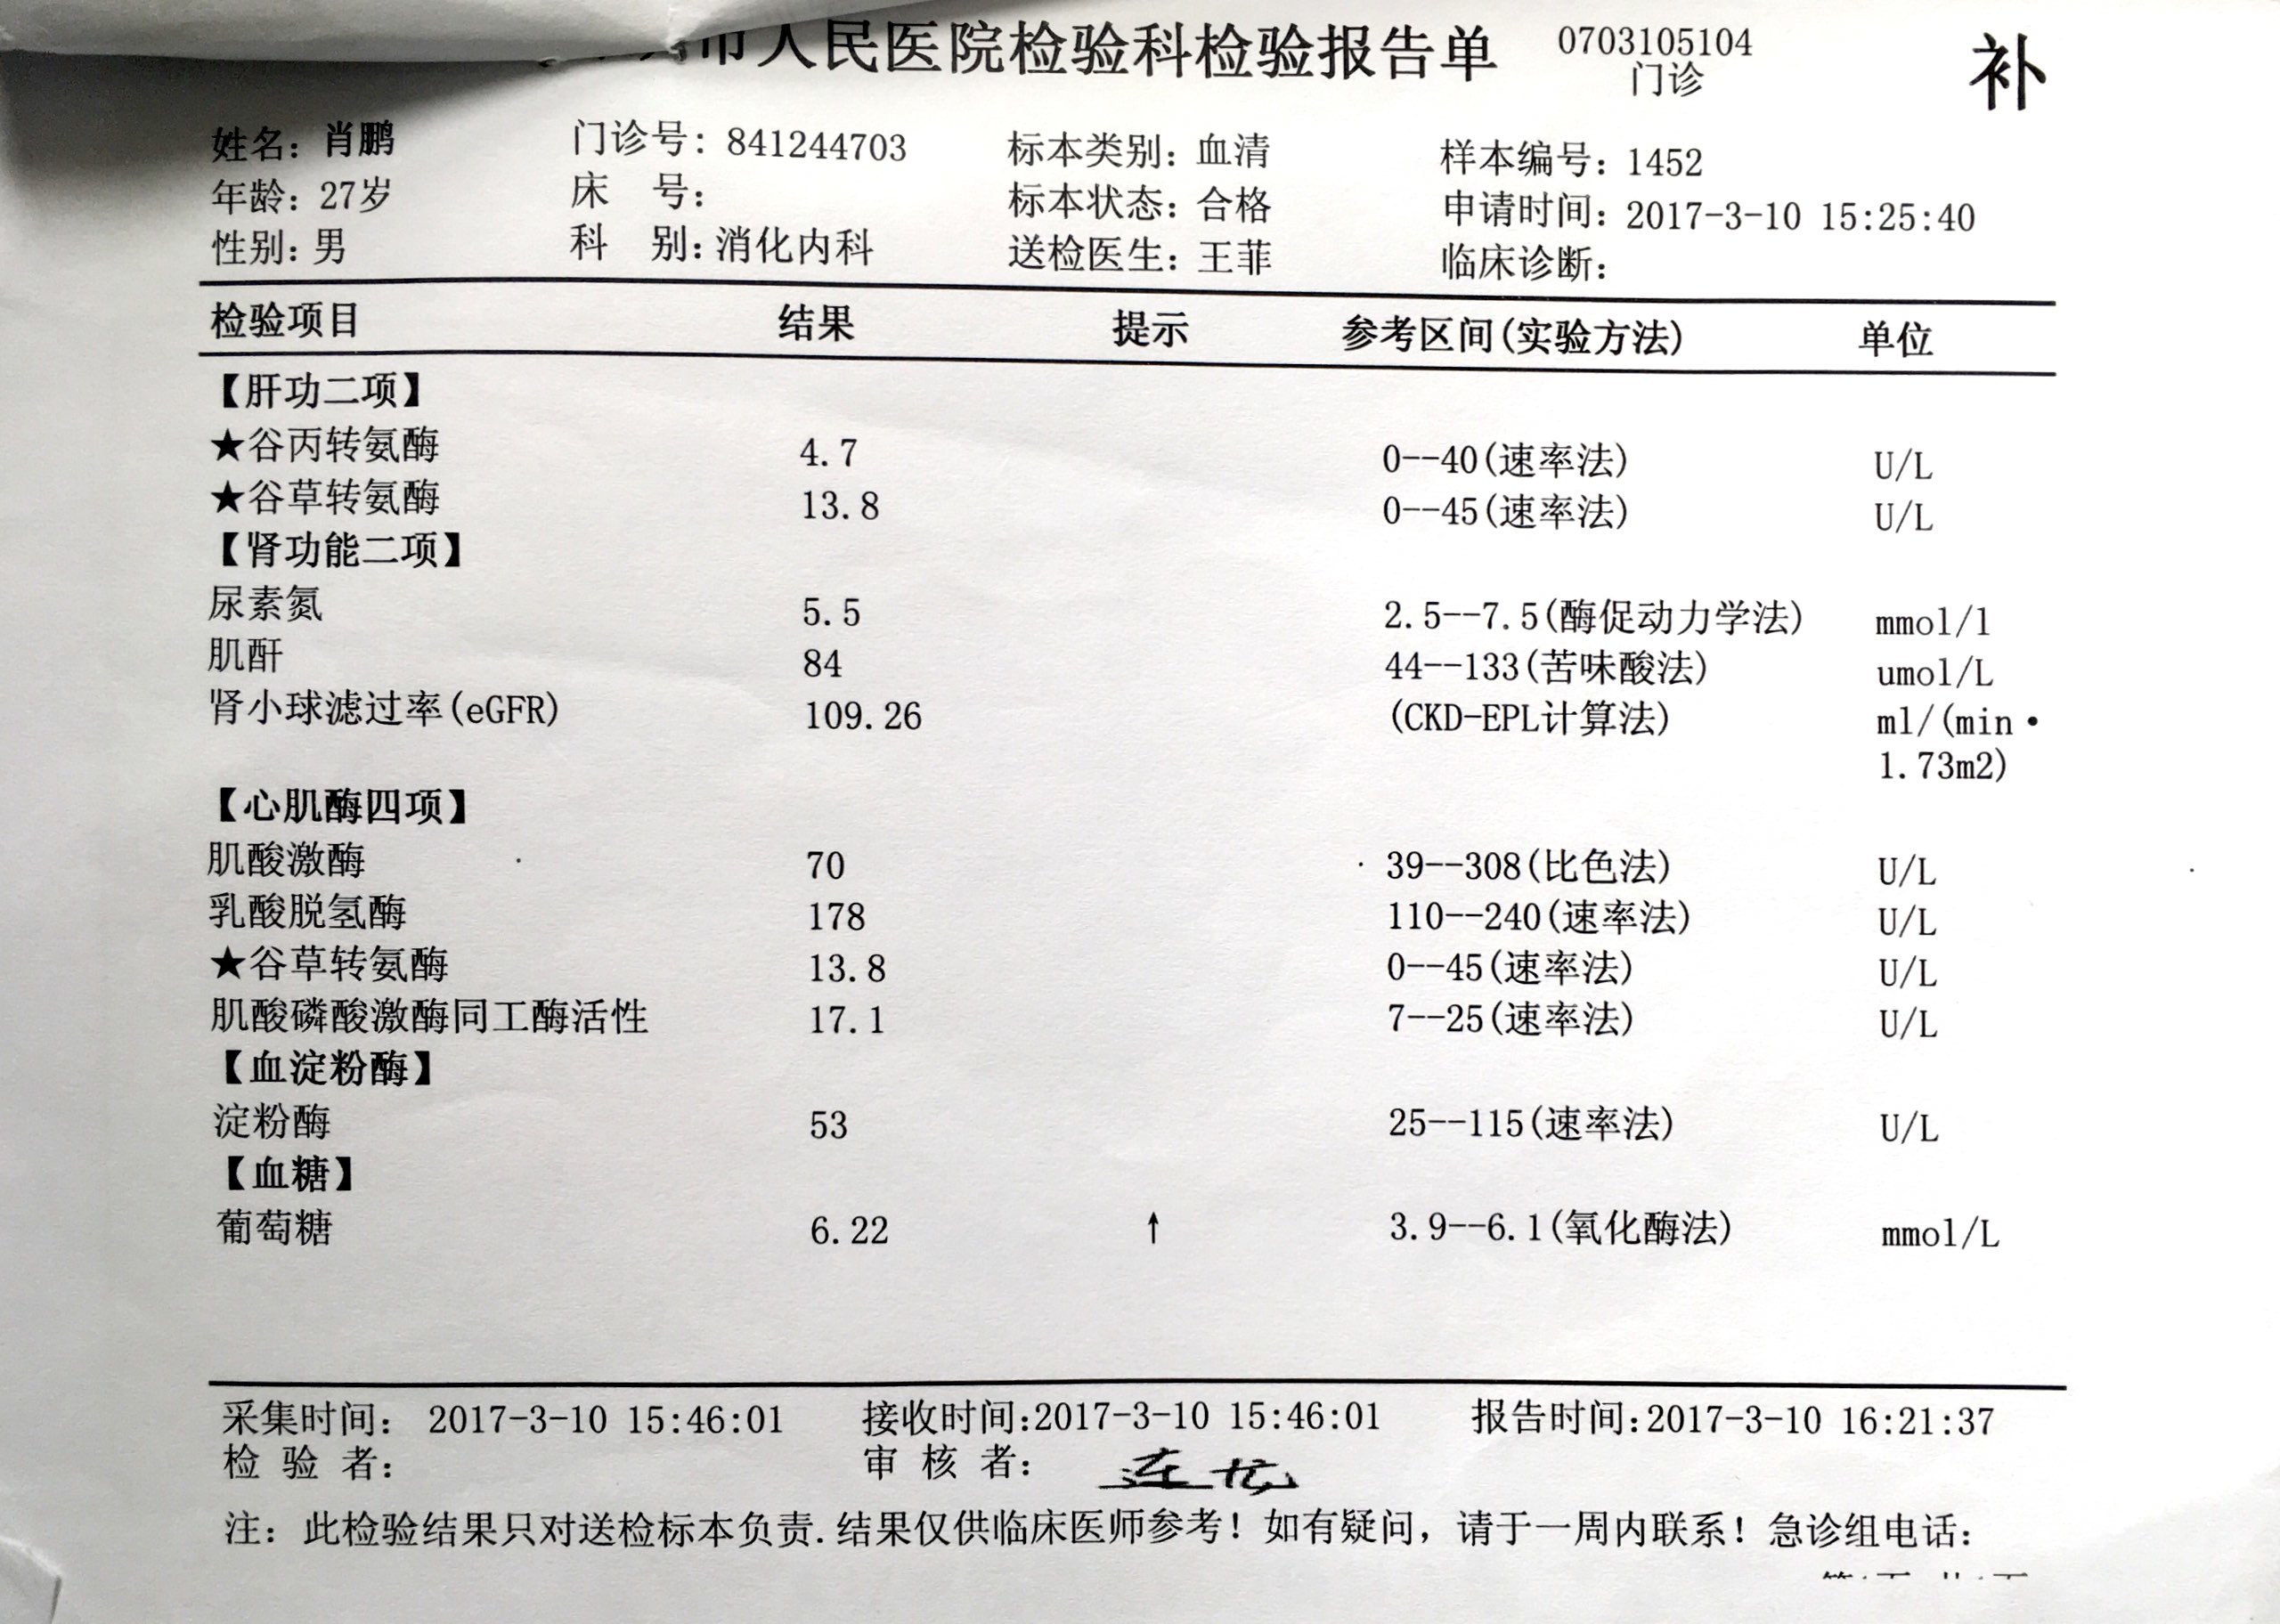 市人民医院检验科检验报告单 0703105104 补
门诊
姓名: 肖鹏 门诊号: 841244703 标本类别: 血清 样本编号: 1452
年龄: 27岁 床 号: 标本状态: 合格 申请时间: 2017-3-10 15:25:40
性别: 男 科 别: 消化内科 送检医生: 王菲 临床诊断:
检验项目 结果 提示 参考区间(实验方法) 单位
【肝功二项】
★谷丙转氨酶 4.7 0--40(速率法) U/L
★谷草转氨酶 13.8 0--45(速率法) U/L
【肾功能二项】
尿素氮 5.5 2.5--7.5(酶促动力学法) mmol/l
肌酐 84 44--133(苦味酸法) umol/L
肾小球滤过率(eGFR) 109.26 (CKD-EPL计算法) ml/(min·
1.73m2)
【心肌酶四项】
肌酸激酶 70 39--308(比色法) U/L
乳酸脱氢酶 178 110--240(速率法) U/L
★谷草转氨酶 13.8 0--45(速率法) U/L
肌酸磷酸激酶同工酶活性 17.1 7--25(速率法) U/L
【血淀粉酶】
淀粉酶 53 25--115(速率法) U/L
【血糖】
葡萄糖 6.22 ↑ 3.9--6.1(氧化酶法) mmol/L
采集时间: 2017-3-10 15:46:01 接收时间:2017-3-10 15:46:01 报告时间:2017-3-10 16:21:37
检 验 者: 审 核 者:
注: 此检验结果只对送检标本负责.结果仅供临床医师参考! 如有疑问, 请于一周内联系! 急诊组电话: